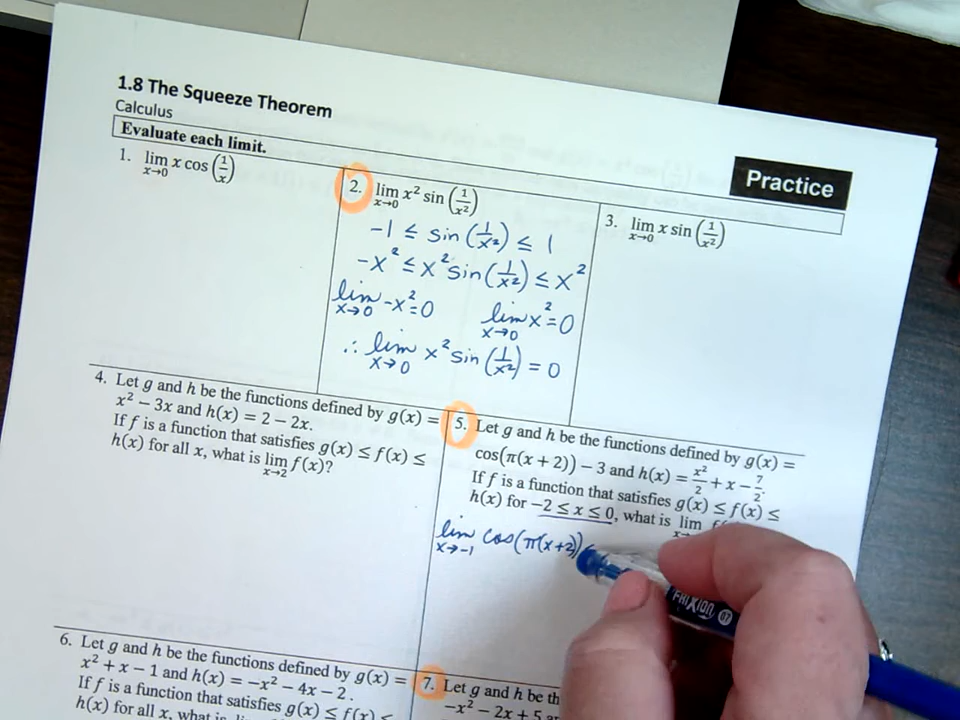 1.8 The Squeeze Theorem
Calculus
Practice
Evaluate each limit.
1. lim x→0 x cos (1/x)
2. lim x→0 x² sin (1/x²)
-1 ≤ sin (1/x²) ≤ 1
-x² ≤ x² sin (1/x²) ≤ x²
lim x→0 -x² = 0 lim x→0 x² = 0
∴ lim x→0 x² sin (1/x²) = 0
3. lim x→0 x sin (1/x²)
4. Let g and h be the functions defined by g(x) =
x² − 3x and h(x) = 2 − 2x.
If f is a function that satisfies g(x) ≤ f(x) ≤
h(x) for all x, what is lim x→2 f(x)?
5. Let g and h be the functions defined by g(x) =
cos(π(x + 2)) − 3 and h(x) = x²/2 + x − 7/2.
If f is a function that satisfies g(x) ≤ f(x) ≤
h(x) for −2 ≤ x ≤ 0, what is lim
lim x→-1 cos(π(x+2))
FRIXION 07
6. Let g and h be the functions defined by g(x) =
x² + x − 1 and h(x) = −x² − 4x − 2.
If f is a function that satisfies g(x) ≤ f(x) ≤
h(x) for all x, what is lim
7. Let g and h be th
−x² − 2x + 5